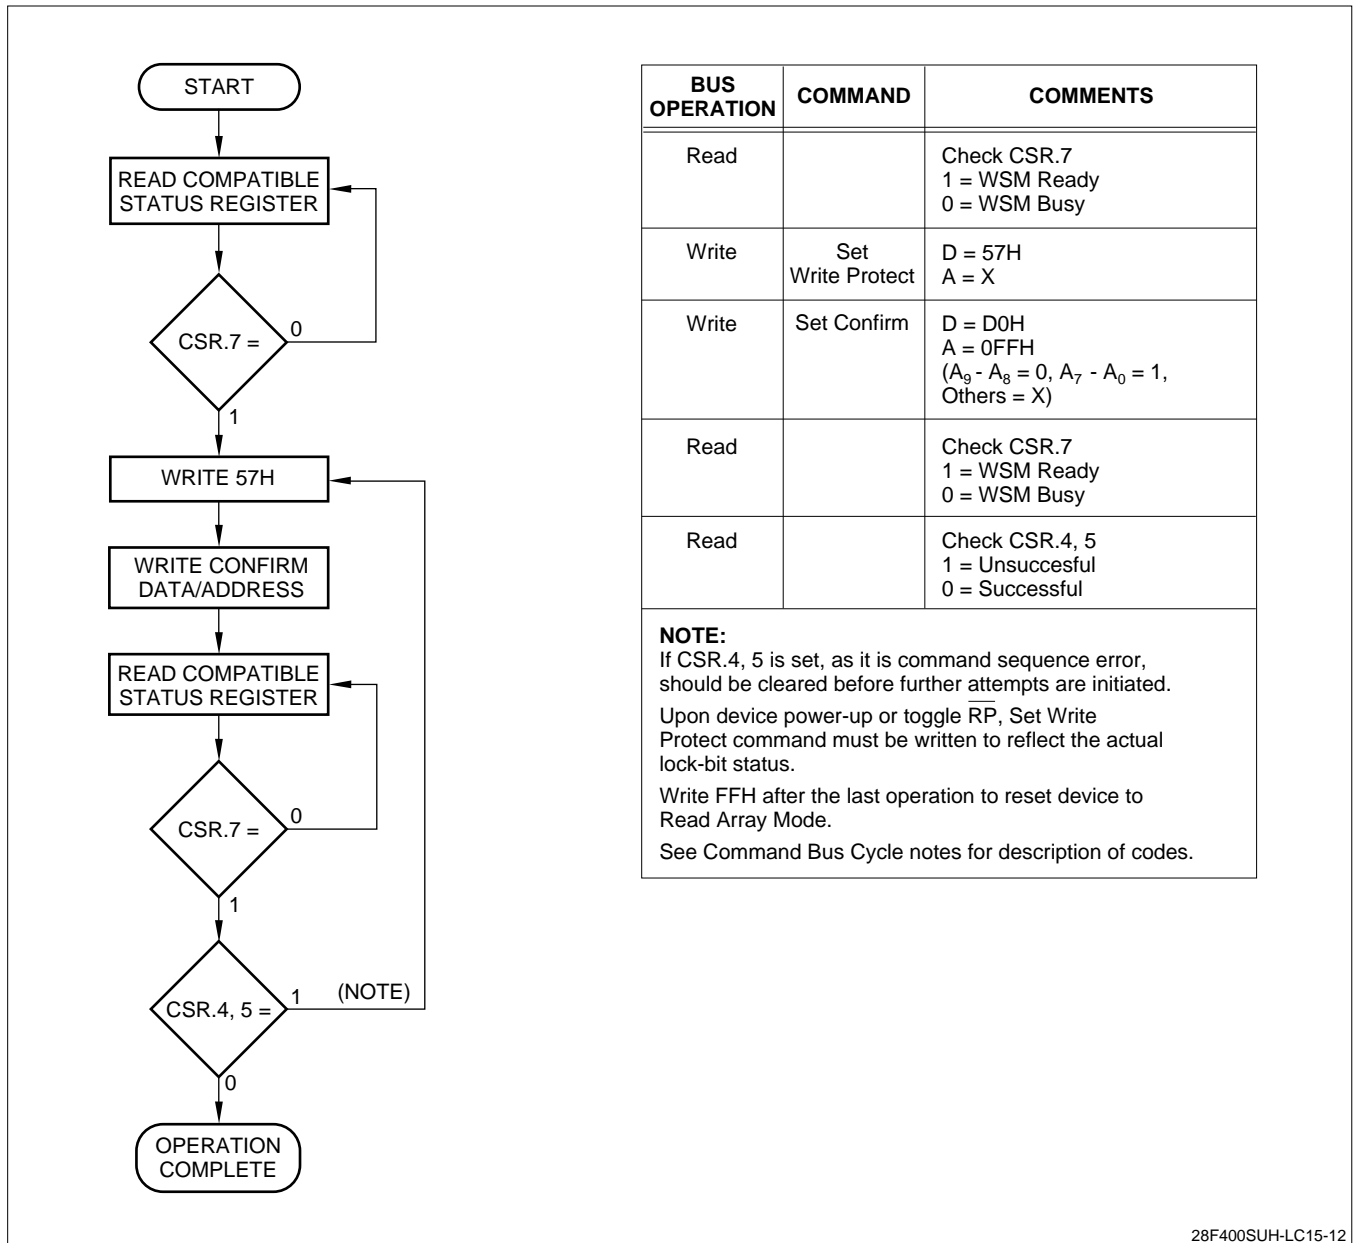 START
READ COMPATIBLE
STATUS REGISTER
CSR.7 =
0
1
WRITE 57H
WRITE CONFIRM
DATA/ADDRESS
READ COMPATIBLE
STATUS REGISTER
CSR.7 =
0
1
CSR.4, 5 =
1
(NOTE)
0
OPERATION
COMPLETE
BUS
OPERATION
COMMAND
COMMENTS
Read
Check CSR.7
1 = WSM Ready
0 = WSM Busy
Write
Set
Write Protect
D = 57H
A = X
Write
Set Confirm
D = D0H
A = 0FFH
(A9 - A8 = 0, A7 - A0 = 1,
Others = X)
Read
Check CSR.7
1 = WSM Ready
0 = WSM Busy
Read
Check CSR.4, 5
1 = Unsuccesful
0 = Successful
NOTE:
If CSR.4, 5 is set, as it is command sequence error,
should be cleared before further attempts are initiated.
Upon device power-up or toggle R̅P̅, Set Write
Protect command must be written to reflect the actual
lock-bit status.
Write FFH after the last operation to reset device to
Read Array Mode.
See Command Bus Cycle notes for description of codes.
28F400SUH-LC15-12